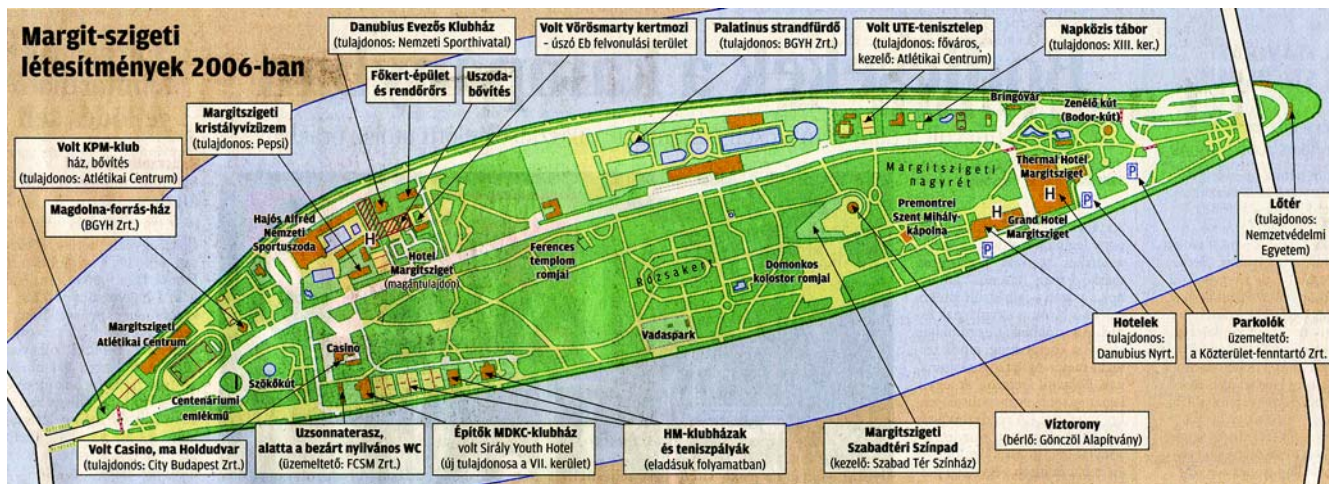 Margit-szigeti
létesítmények 2006-ban
Danubius Evezős Klubház
(tulajdonos: Nemzeti Sporthivatal)
Volt Vörösmarty kertmozi
- úszó Eb felvonulási terület
Palatinus strandfürdő
(tulajdonos: BGYH Zrt.)
Volt UTE-tenisztelep
(tulajdonos: főváros,
kezelő: Atlétikai Centrum)
Napközis tábor
(tulajdonos: XIII. ker.)
Főkert-épület
és rendőrőrs
Uszoda-
bővítés
Margitszigeti
kristályvízüzem
(tulajdonos: Pepsi)
Volt KPM-klub
ház, bővítés
(tulajdonos: Atlétikai Centrum)
Magdolna-forrás-ház
(BGYH Zrt.)
Hajós Alfréd
Nemzeti
Sportuszoda
H
Hotel
Margitsziget
(magántulajdon)
Ferences
templom
romjai
Rózsakert
Domonkos
kolostor romjai
Vadaspark
Margitszigeti
nagyrét
Premontrei
Szent Mihály-
kápolna
Bringóvár
Zenélő kút
(Bodor-kút)
Thermal Hotel
Margitsziget
H
P
P
H
Grand Hotel
Margitsziget
P
Lőtér
(tulajdonos:
Nemzetvédelmi
Egyetem)
Margitszigeti
Atlétikai Centrum
Casino
Szökőkút
Centenáriumi
emlékmű
Volt Casino, ma Holdudvar
(tulajdonos: City Budapest Zrt.)
Uzsonnaterasz,
alatta a bezárt nyilvános WC
(üzemeltető: FCSM Zrt.)
Építők MDKC-klubház
volt Sirály Youth Hotel
(új tulajdonosa a VII. kerület)
HM-klubházak
és teniszpályák
(eladásuk folyamatban)
Margitszigeti
Szabadtéri Színpad
(kezelő: Szabad Tér Színház)
Víztorony
(bérlő: Gönczöl Alapítvány)
Hotelek
tulajdonos:
Danubius Nyrt.
Parkolók
üzemeltető:
a Közterület-fenntartó Zrt.